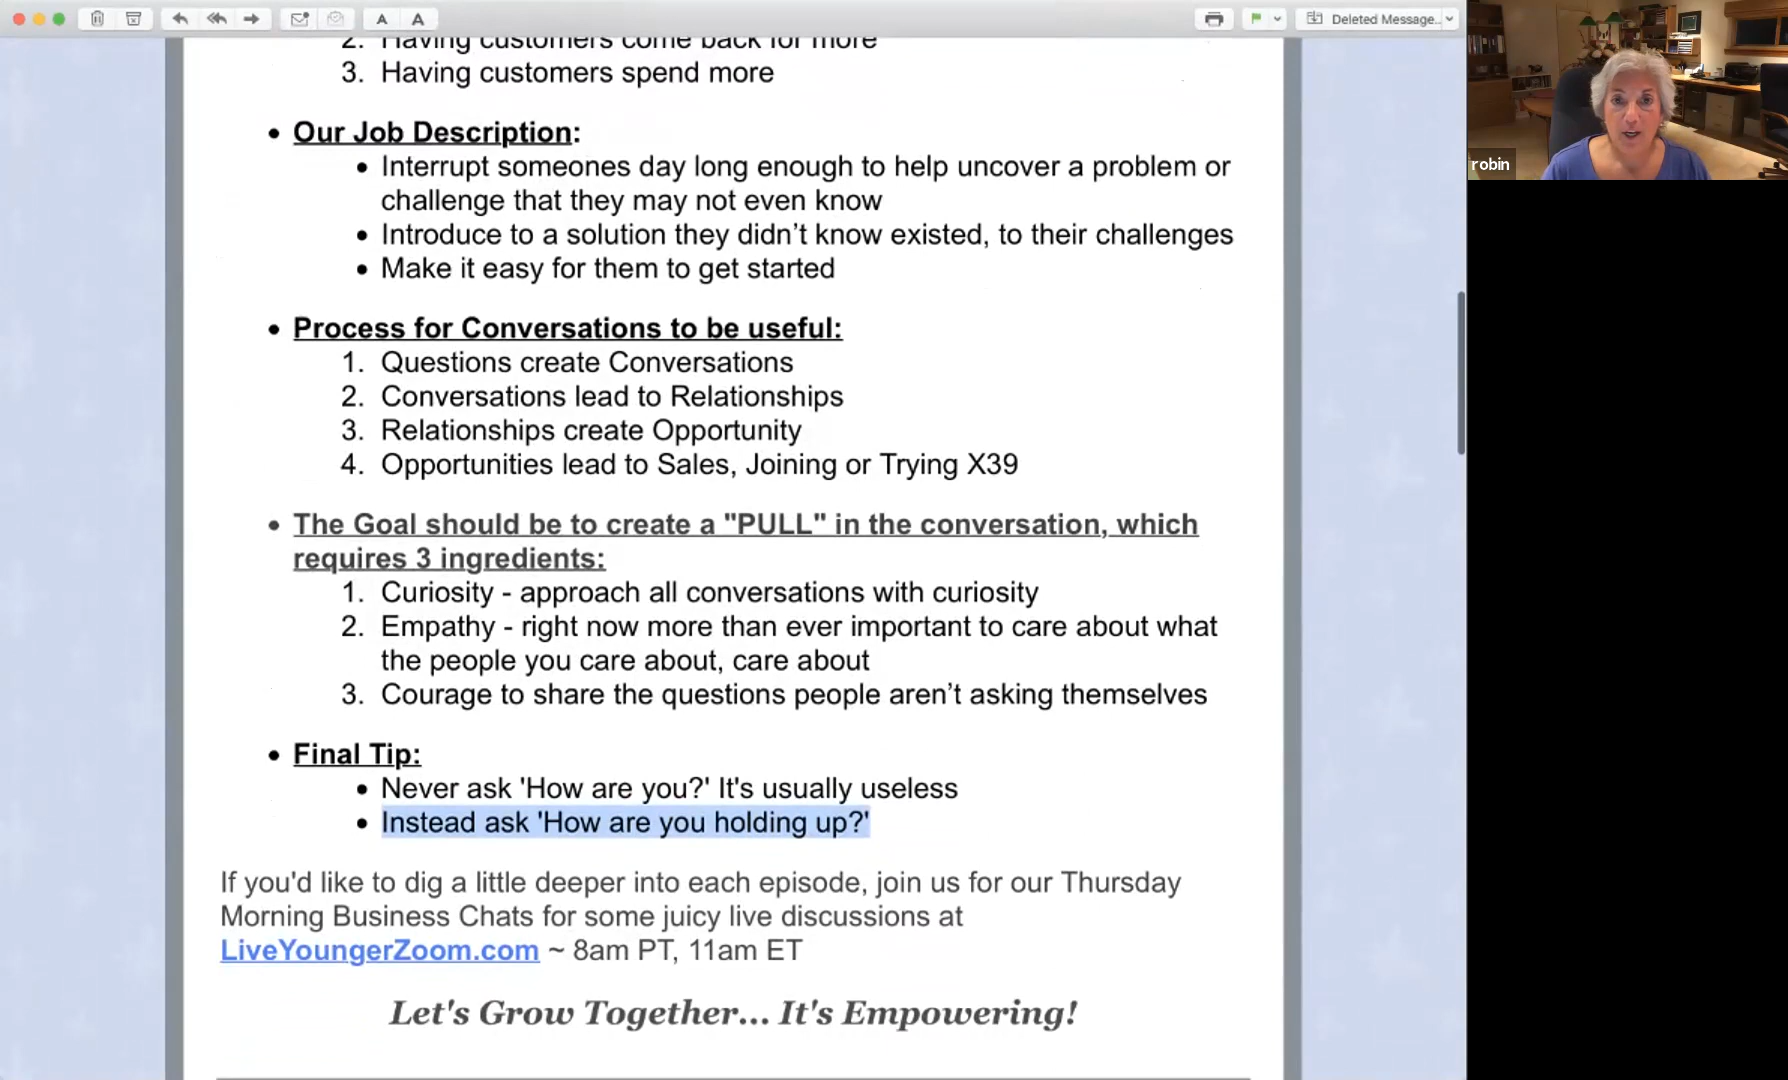 Deleted Message...
2. Having customers come back for more
3. Having customers spend more
• Our Job Description:
• Interrupt someones day long enough to help uncover a problem or
challenge that they may not even know
• Introduce to a solution they didn’t know existed, to their challenges
• Make it easy for them to get started
• Process for Conversations to be useful:
1. Questions create Conversations
2. Conversations lead to Relationships
3. Relationships create Opportunity
4. Opportunities lead to Sales, Joining or Trying X39
• The Goal should be to create a "PULL" in the conversation, which
requires 3 ingredients:
1. Curiosity - approach all conversations with curiosity
2. Empathy - right now more than ever important to care about what
the people you care about, care about
3. Courage to share the questions people aren’t asking themselves
• Final Tip:
• Never ask 'How are you?' It's usually useless
• Instead ask 'How are you holding up?'
If you'd like to dig a little deeper into each episode, join us for our Thursday
Morning Business Chats for some juicy live discussions at
LiveYoungerZoom.com ~ 8am PT, 11am ET
Let's Grow Together... It's Empowering!
robin
A A